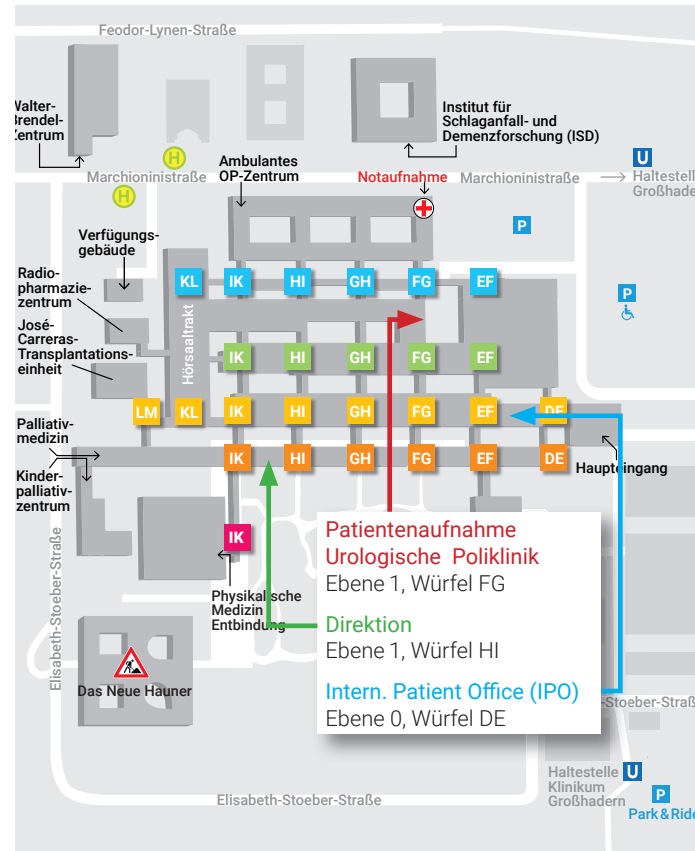 Feodor-Lynen-Straße
Walter-
Brendel-
Zentrum
Institut für
Schlaganfall- und
Demenzforschung (ISD)
H
U
Ambulantes
OP-Zentrum
Notaufnahme
Marchioninistraße
Marchioninistraße
Haltestelle
Großhadern
H
P
Verfügungs-
gebäude
Radio-
pharmazie-
zentrum
KL IK HI GH FG EF
P
José-
Carreras-
Transplantations-
einheit
Hörsaaltrakt
IK HI GH FG EF
LM KL IK HI GH FG EF DE
Palliativ-
medizin
IK HI GH FG EF DE
Haupteingang
Kinder-
palliativ-
zentrum
IK
Patientenaufnahme
Urologische Poliklinik
Ebene 1, Würfel FG
Physikalische
Medizin
Entbindung
Direktion
Ebene 1, Würfel HI
Intern. Patient Office (IPO)
Ebene 0, Würfel DE
Elisabeth-Stoeber-Straße
Das Neue Hauner
-Stoeber-Straß
Haltestelle
Klinikum
Großhadern
U
P
Park&Ride
Elisabeth-Stoeber-Straße